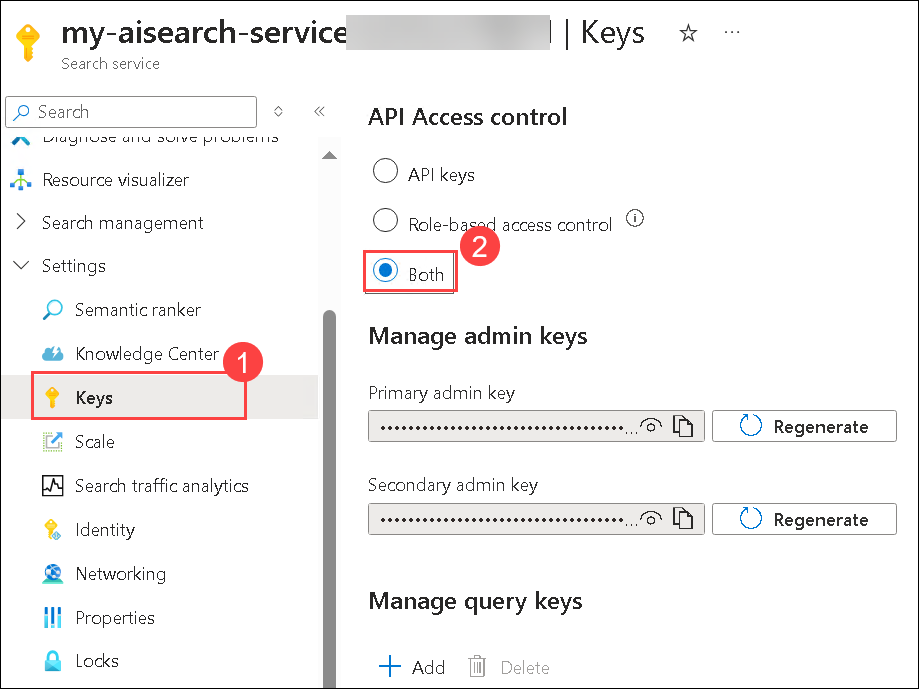 my-aisearch-service | Keys ☆ ...
Search service
Search
Diagnose and solve problems
Resource visualizer
Search management
Settings
Semantic ranker
Knowledge Center
1
Keys
Scale
Search traffic analytics
Identity
Networking
Properties
Locks
API Access control
API keys
Role-based access control
2
Both
Manage admin keys
Primary admin key
Regenerate
Secondary admin key
Regenerate
Manage query keys
Add Delete